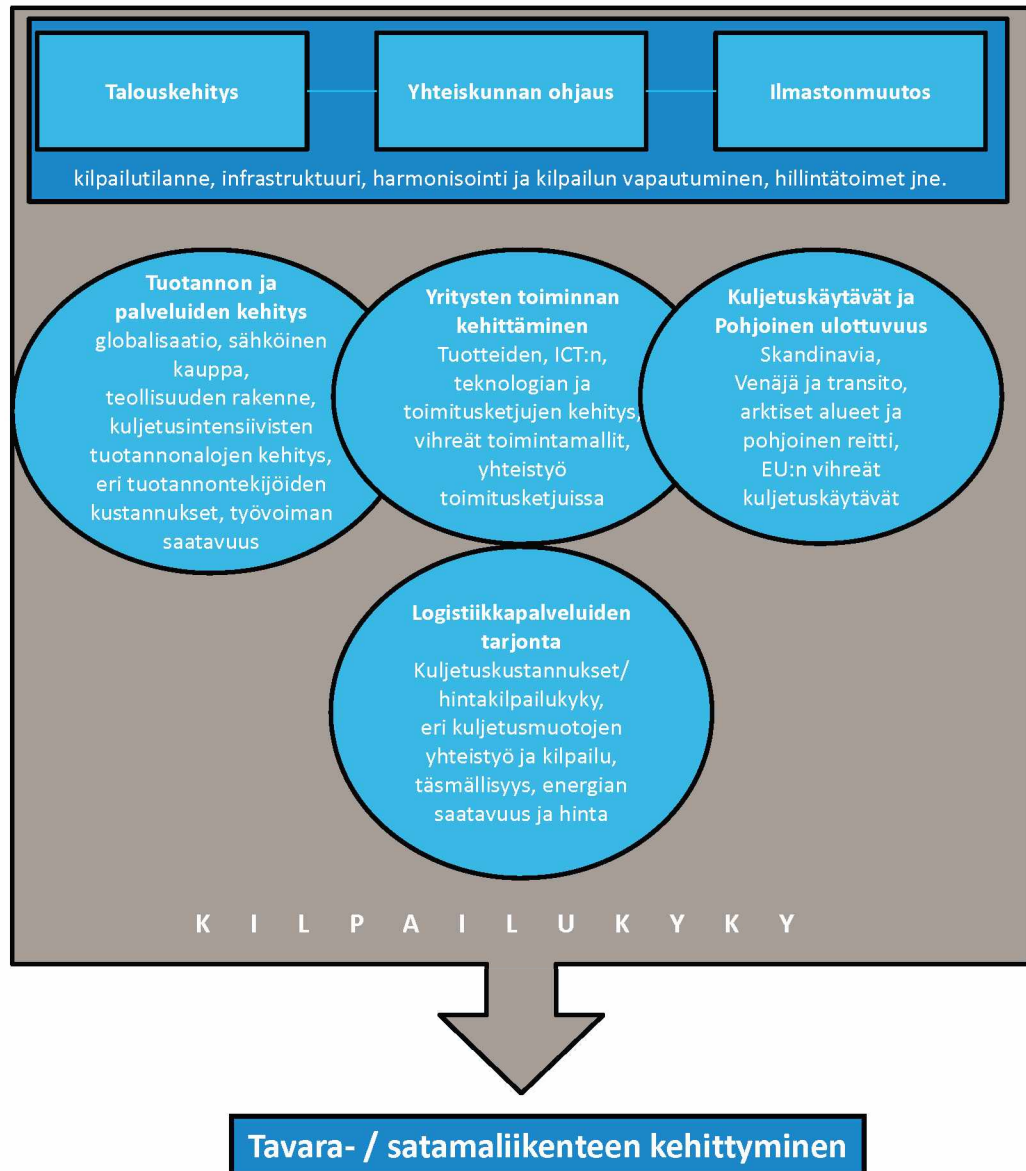 Talouskehitys
Yhteiskunnan ohjaus
Ilmastonmuutos
kilpailutilanne, infrastruktuuri, harmonisointi ja kilpailun vapautuminen, hillintätoimet jne.
Tuotannon ja
palveluiden kehitys
globalisaatio, sähköinen
kauppa,
teollisuuden rakenne,
kuljetusintensiivisten
tuotannonalojen kehitys,
eri tuotannontekijöiden
kustannukset, työvoiman
saatavuus
Yritysten toiminnan
kehittäminen
Tuotteiden, ICT:n,
teknologian ja
toimitusketjujen kehitys,
vihreät toimintamallit,
yhteistyö
toimitusketjuissa
Kuljetuskäytävät ja
Pohjoinen ulottuvuus
Skandinavia,
Venäjä ja transito,
arktiset alueet ja
pohjoinen reitti,
EU:n vihreät
kuljetuskäytävät
Logistiikkapalveluiden
tarjonta
Kuljetuskustannukset/
hintakilpailukyky,
eri kuljetusmuotojen
yhteistyö ja kilpailu,
täsmällisyys, energian
saatavuus ja hinta
K I L P A I L U K Y K Y
Tavara- / satamaliikenteen kehittyminen